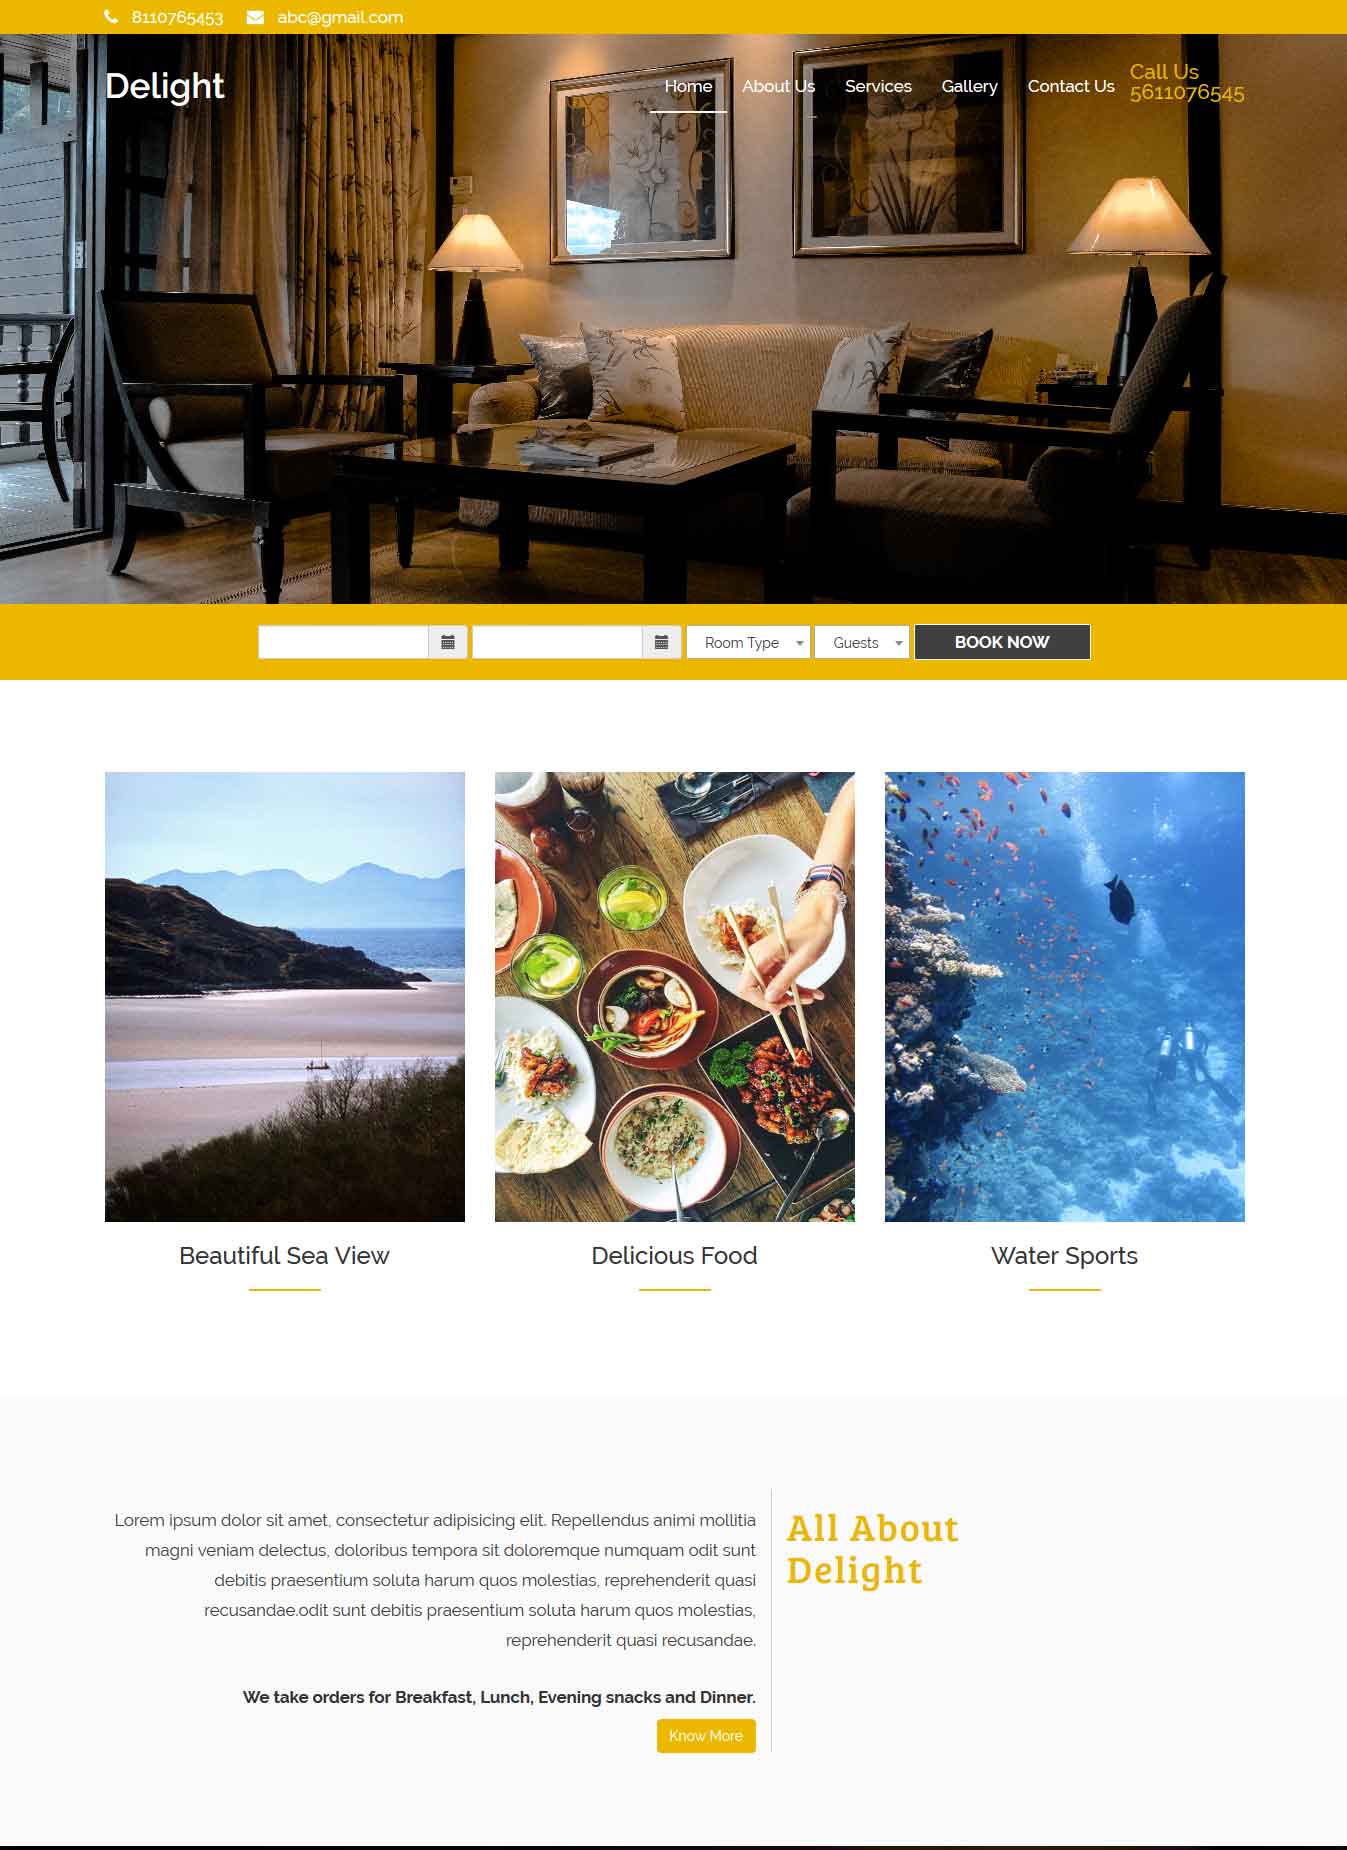 8110765453 abc@gmail.com
Delight
Home About Us Services Gallery Contact Us
Call Us
5611076545
Room Type Guests BOOK NOW
Beautiful Sea View
Delicious Food
Water Sports
Lorem ipsum dolor sit amet, consectetur adipisicing elit. Repellendus animi mollitia
magni veniam delectus, doloribus tempora sit doloremque numquam odit sunt
debitis praesentium soluta harum quos molestias, reprehenderit quasi
recusandae.odit sunt debitis praesentium soluta harum quos molestias,
reprehenderit quasi recusandae.
We take orders for Breakfast, Lunch, Evening snacks and Dinner.
Know More
All About
Delight